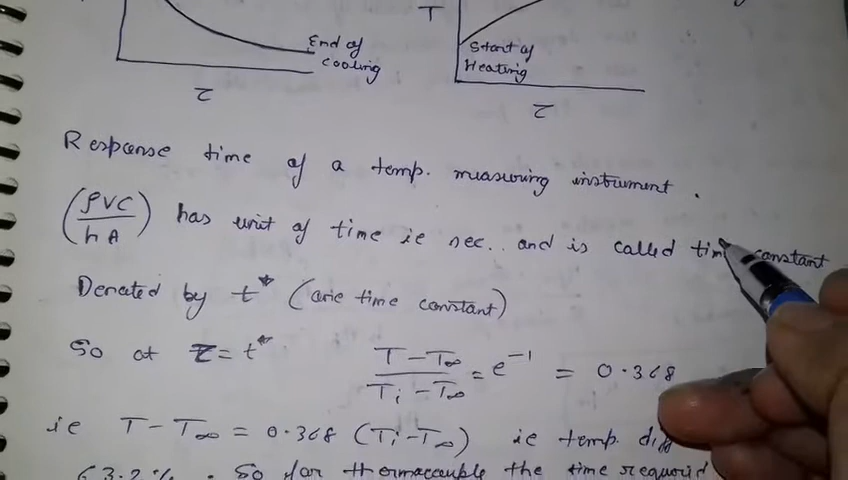 T
End of
cooling
Start of
Heating
τ
τ
Response time of a temp. measuring instrument.
(ρVC / hA) has unit of time ie sec.. and is called time constant
Denoted by t* (one time constant)
So at τ = t* (T-T∞)/(Ti-T∞) = e^-1 = 0.368
ie T-T∞ = 0.368 (Ti-T∞) ie temp.
63.2%. So for thermocouple the time required